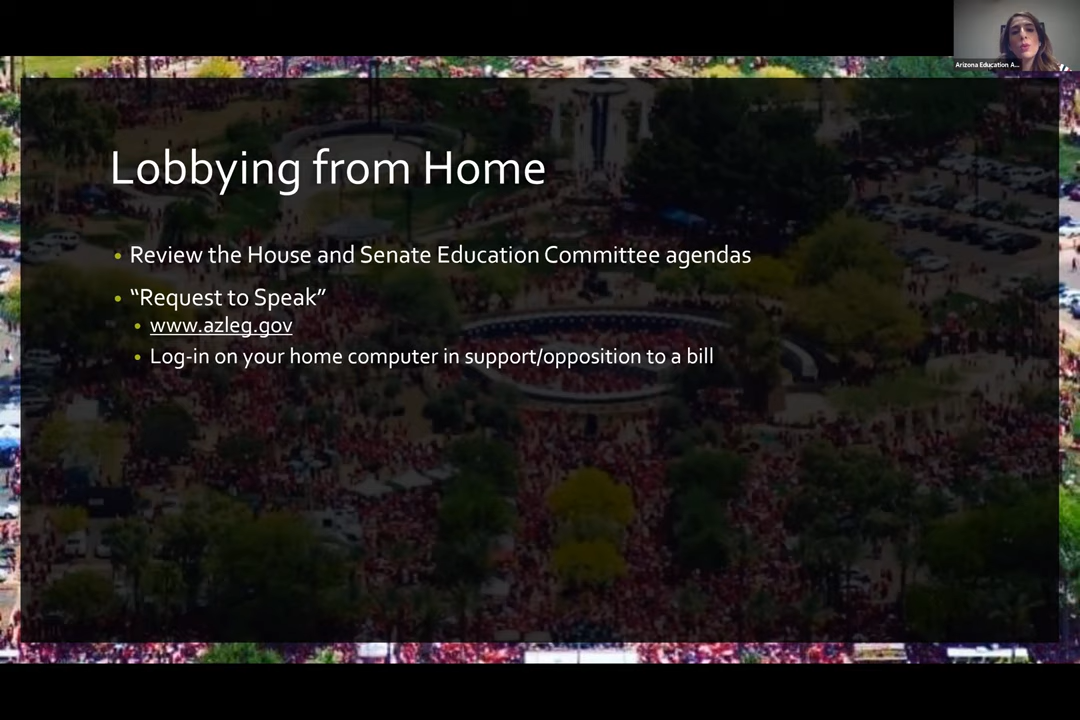 Arizona Education A...
Lobbying from Home
• Review the House and Senate Education Committee agendas
• “Request to Speak”
• www.azleg.gov
• Log-in on your home computer in support/opposition to a bill